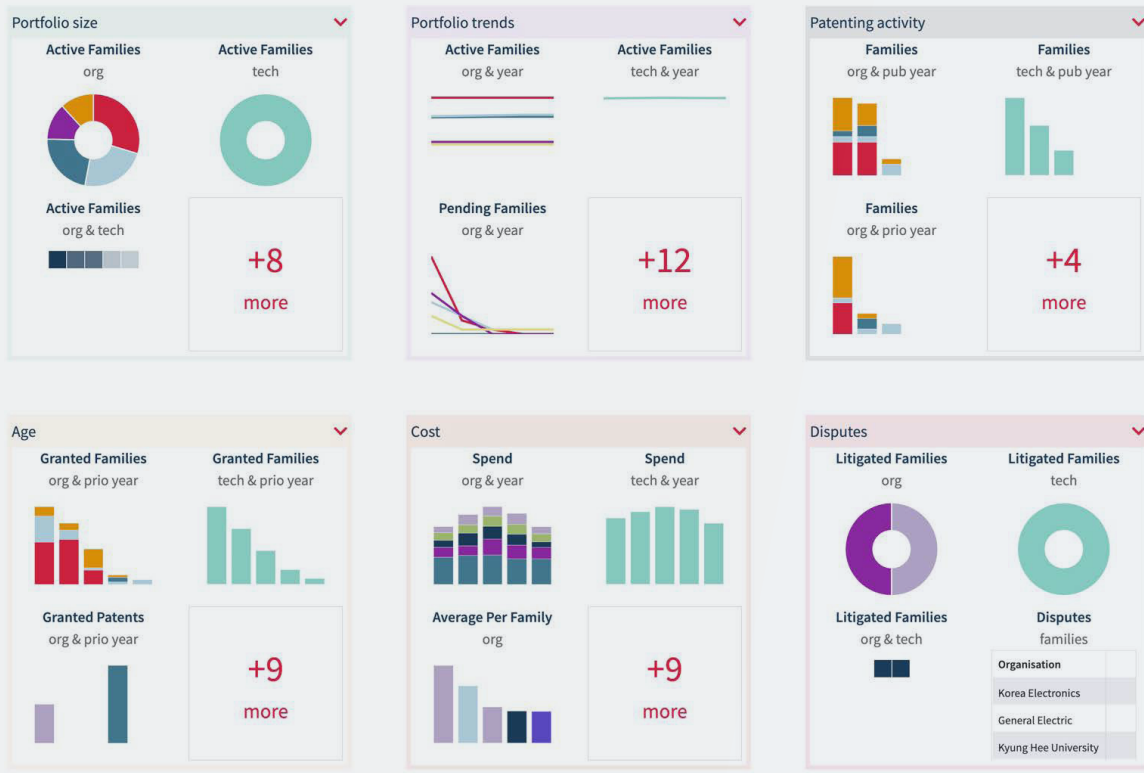 Portfolio size
Active Families
org
Active Families
tech
Active Families
org & tech
+8
more
Portfolio trends
Active Families
org & year
Active Families
tech & year
Pending Families
org & year
+12
more
Patenting activity
Families
org & pub year
Families
tech & pub year
Families
org & prio year
+4
more
Age
Granted Families
org & prio year
Granted Families
tech & prio year
Granted Patents
org & prio year
+9
more
Cost
Spend
org & year
Spend
tech & year
Average Per Family
org
+9
more
Disputes
Litigated Families
org
Litigated Families
tech
Litigated Families
org & tech
Disputes
families
Organisation
Korea Electronics
General Electric
Kyung Hee University